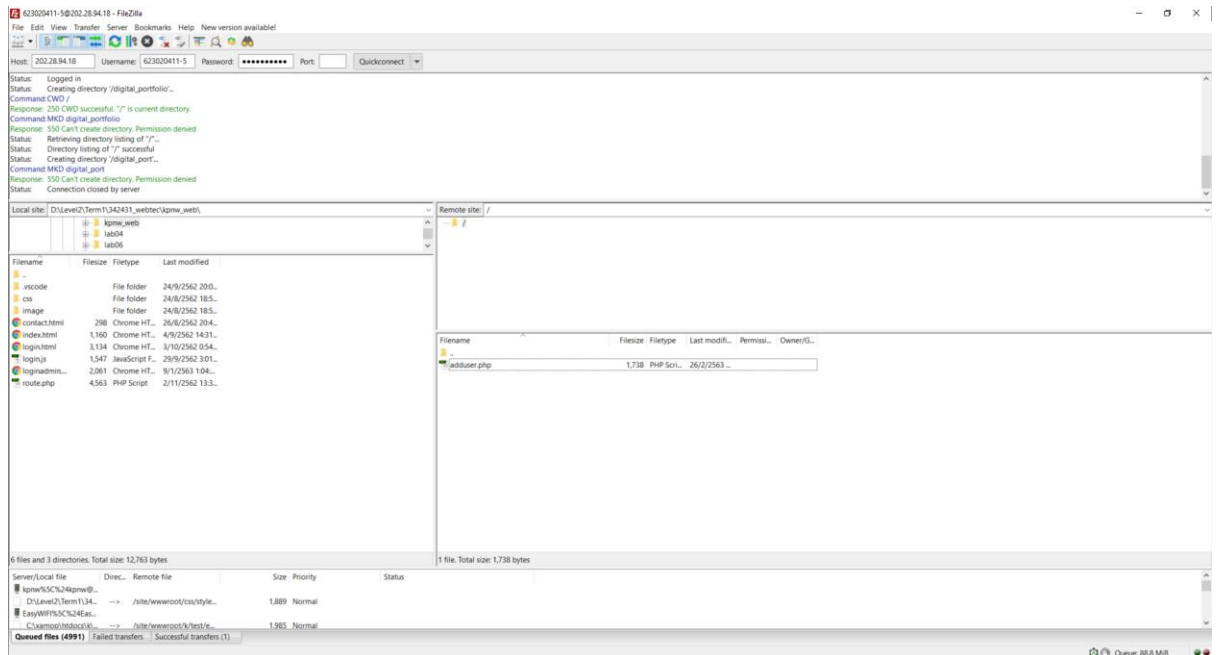 623020411-5@202.28.94.18 - FileZilla
File Edit View Transfer Server Bookmarks Help New version available!
Host: 202.28.94.18 Username: 623020411-5 Password: ●●●●●●●●●● Port: Quickconnect
Status: Logged in
Status: Creating directory '/digital_portfolio'...
Command: CWD /
Response: 250 CWD successful. "/" is current directory.
Command: MKD digital_portfolio
Response: 550 Can't create directory. Permission denied
Status: Retrieving directory listing of "/"...
Status: Directory listing of "/" successful
Status: Creating directory '/digital_port'...
Command: MKD digital_port
Response: 550 Can't create directory. Permission denied
Status: Connection closed by server
Local site: D:\Level2\Term1\342431_webtec\kpnw_web\
kpnw_web
lab04
lab06
Filename Filesize Filetype Last modified
..
.vscode File folder 24/9/2562 20:0...
css File folder 24/8/2562 18:5...
image File folder 24/8/2562 18:5...
contact.html 298 Chrome HT... 26/8/2562 20:4...
index.html 1,160 Chrome HT... 4/9/2562 14:31...
login.html 3,134 Chrome HT... 3/10/2562 0:54...
login.js 1,547 JavaScript F... 29/9/2562 3:01...
loginadmin... 2,061 Chrome HT... 9/1/2563 1:04:...
route.php 4,563 PHP Script 2/11/2562 13:3...
6 files and 3 directories. Total size: 12,763 bytes
Remote site: /
/
Filename Filesize Filetype Last modifi... Permissi... Owner/G...
..
adduser.php 1,738 PHP Scri... 26/2/2563 ...
1 file. Total size: 1,738 bytes
Server/Local file Direc... Remote file Size Priority Status
kpnw%5C%24kpnw@...
D:\Level2\Term1\34... --> /site/wwwroot/css/style... 1,889 Normal
EasyWIFI%5C%24Eas...
C:\xampp\htdocs\k\... --> /site/wwwroot/k/test/e... 1,985 Normal
Queued files (4991) Failed transfers Successful transfers (1)
Queue: 88.8 MiB